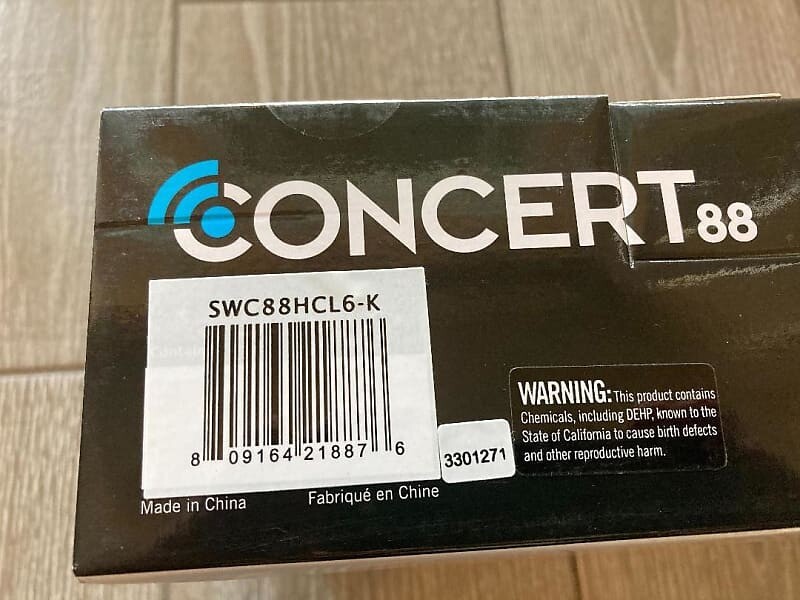 CONCERT88
SWC88HCL6-K
8 09164 21887 6
3301271
WARNING: This product contains
Chemicals, including DEHP, known to the
State of California to cause birth defects
and other reproductive harm.
Made in China
Fabriqué en Chine